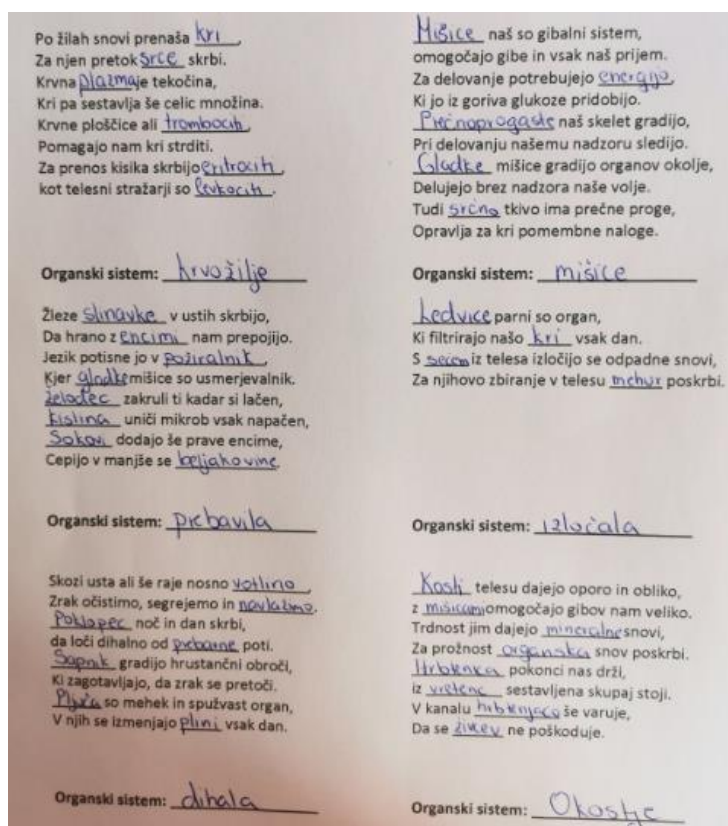 Po žilah snovi prenaša kri,
Za njen pretok srce skrbi.
Krvna plazma je tekočina,
Kri pa sestavlja še celic množina.
Krvne ploščice ali trombociti,
Pomagajo nam kri strditi.
Za prenos kisika skrbijo eritrociti,
kot telesni stražarji so levkociti.
Organski sistem: krvožilje
Žleze slinavke v ustih skrbijo,
Da hrano z encimi nam prepojijo.
Jezik potisne jo v požiralnik,
Kjer gladke mišice so usmerjevalnik.
želodec zakruli ti kadar si lačen,
kislina uniči mikrob vsak napačen,
Sokovi dodajo še prave encime,
Cepijo v manjše se beljakovine.
Organski sistem: prebavila
Skozi usta ali še raje nosno votlino,
Zrak očistimo, segrejemo in navlažimo.
Poklopec noč in dan skrbi,
da loči dihalno od prebavne poti.
Sapnik gradijo hrustančni obroči,
Ki zagotavljajo, da zrak se pretoči.
Pljuča so mehek in spužvast organ,
V njih se izmenjajo plini vsak dan.
Organski sistem: dihala
Mišice naš so gibalni sistem,
omogočajo gibe in vsak naš prijem.
Za delovanje potrebujejo energijo,
Ki jo iz goriva glukoze pridobijo.
Prečnoprogaste naš skelet gradijo,
Pri delovanju našemu nadzoru sledijo.
Gladke mišice gradijo organov okolje,
Delujejo brez nadzora naše volje.
Tudi srčno tkivo ima prečne proge,
Opravlja za kri pomembne naloge.
Organski sistem: mišice
Ledvice parni so organ,
Ki filtrirajo našo kri vsak dan.
S sečem iz telesa izločijo se odpadne snovi,
Za njihovo zbiranje v telesu mehur poskrbi.
Organski sistem: izločala
Kosti telesu dajejo oporo in obliko,
z mišicami omogočajo gibov nam veliko.
Trdnost jim dajejo mineralne snovi,
Za prožnost organska snov poskrbi.
Hrbtenica pokonci nas drži,
iz vretenc sestavljena skupaj stoji.
V kanalu hrbtenjača se varuje,
Da se živcev ne poškoduje.
Organski sistem: Okostje